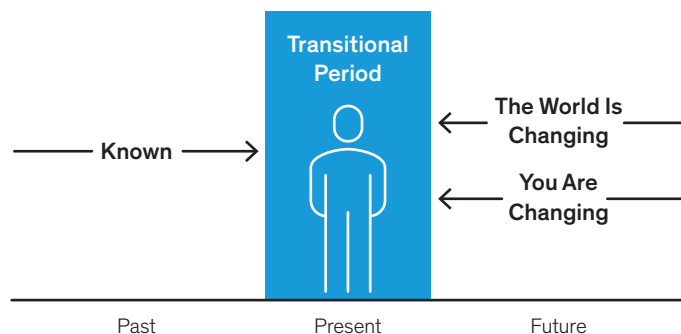 Transitional
Period
Known
The World Is
Changing
You Are
Changing
Past
Present
Future